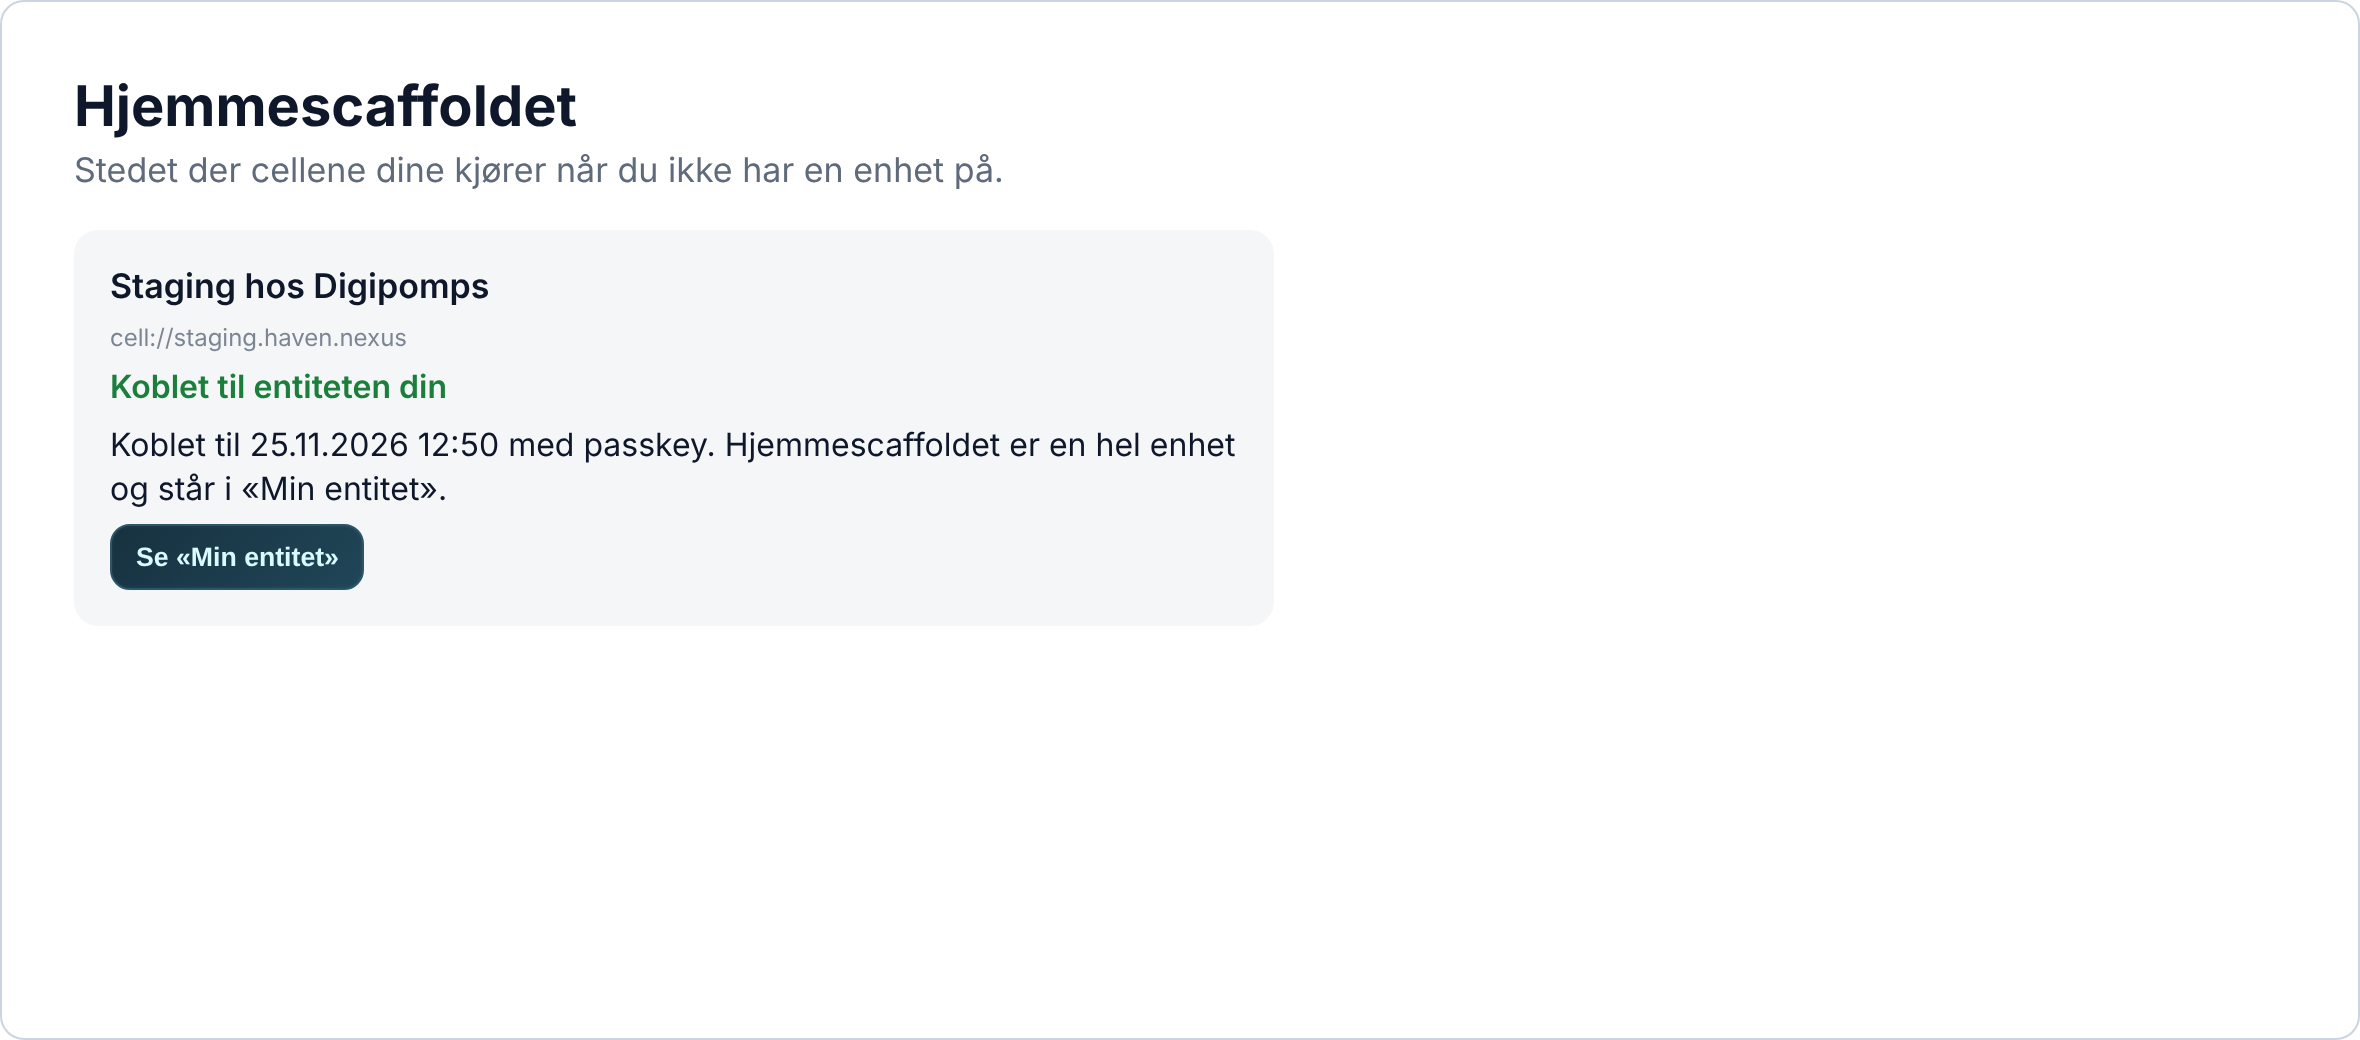 Hjemmescaffoldet
Stedet der cellene dine kjører når du ikke har en enhet på.
Staging hos Digipomps
cell://staging.haven.nexus
Koblet til entiteten din
Koblet til 25.11.2026 12:50 med passkey. Hjemmescaffoldet er en hel enhet
og står i «Min entitet».
Se «Min entitet»